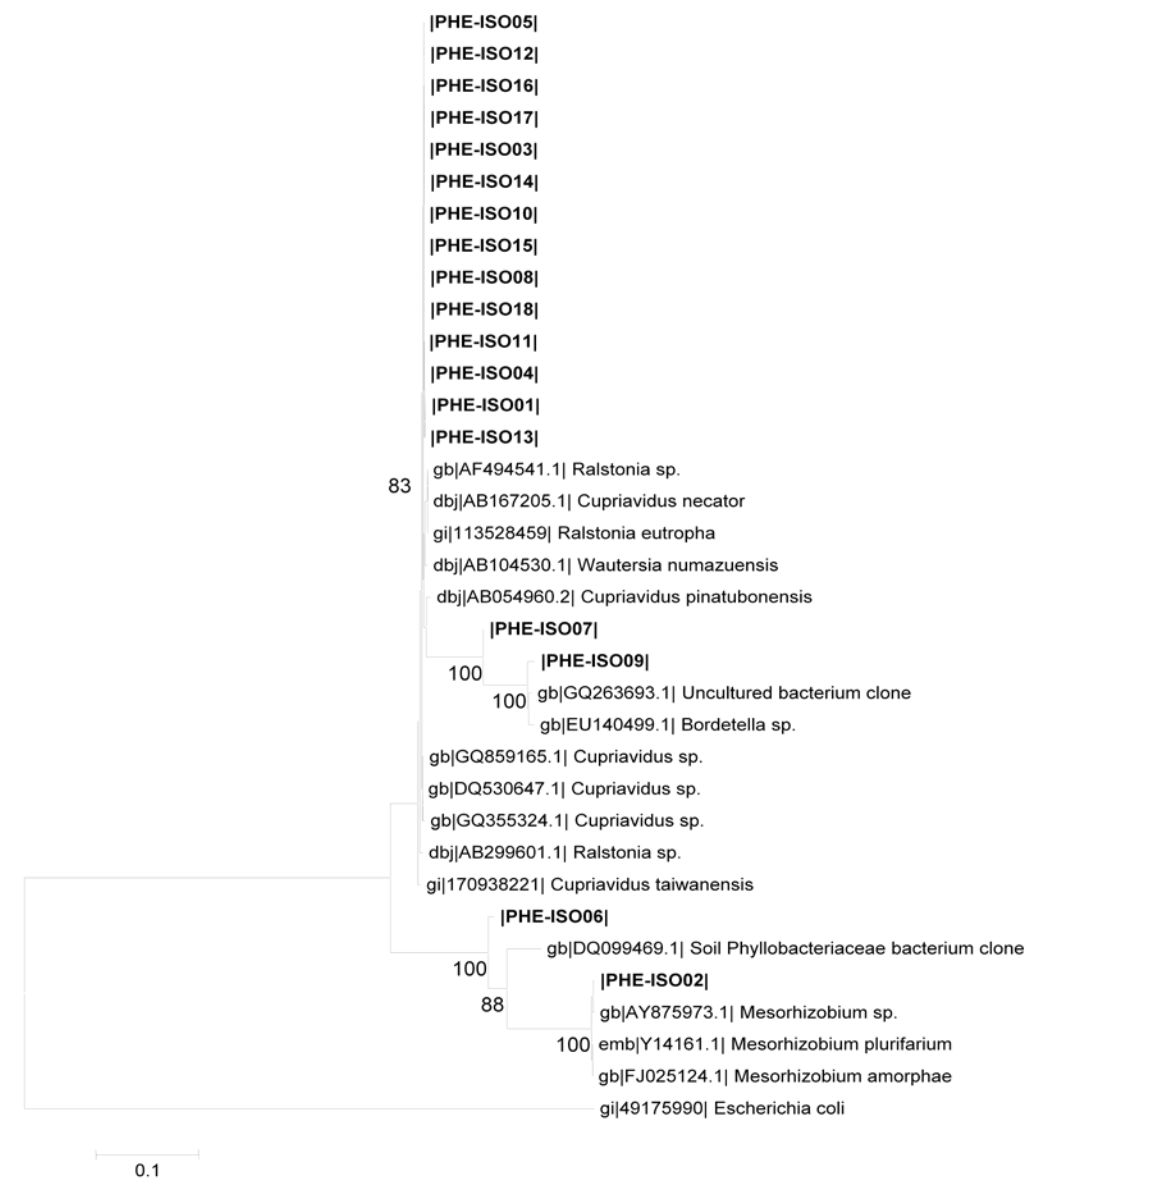 |PHE-ISO05|
|PHE-ISO12|
|PHE-ISO16|
|PHE-ISO17|
|PHE-ISO03|
|PHE-ISO14|
|PHE-ISO10|
|PHE-ISO15|
|PHE-ISO08|
|PHE-ISO18|
|PHE-ISO11|
|PHE-ISO04|
|PHE-ISO01|
|PHE-ISO13|
gb|AF494541.1| Ralstonia sp.
83
dbj|AB167205.1| Cupriavidus necator
gi|113528459| Ralstonia eutropha
dbj|AB104530.1| Wautersia numazuensis
dbj|AB054960.2| Cupriavidus pinatubonensis
|PHE-ISO07|
|PHE-ISO09|
100
gb|GQ263693.1| Uncultured bacterium clone
100
gb|EU140499.1| Bordetella sp.
gb|GQ859165.1| Cupriavidus sp.
gb|DQ530647.1| Cupriavidus sp.
gb|GQ355324.1| Cupriavidus sp.
dbj|AB299601.1| Ralstonia sp.
gi|170938221| Cupriavidus taiwanensis
|PHE-ISO06|
gb|DQ099469.1| Soil Phyllobacteriaceae bacterium clone
100
|PHE-ISO02|
88
gb|AY875973.1| Mesorhizobium sp.
100
emb|Y14161.1| Mesorhizobium plurifarium
gb|FJ025124.1| Mesorhizobium amorphae
gi|49175990| Escherichia coli
0.1